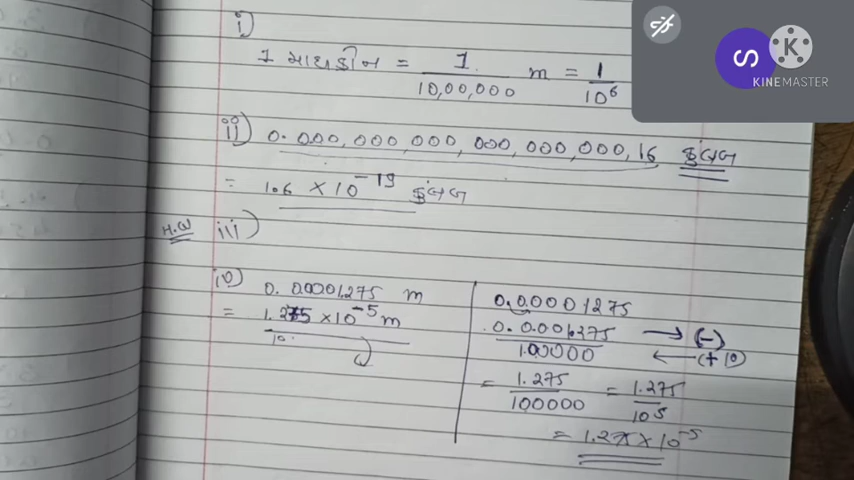 i)
1 માઇક્રોન = 1 / 10,00,000 m = 1 / 10⁶
ii) 0.000,000,000,000,000,000,16
= 1.6 × 10⁻¹⁹
H.W iii)
iv) 0.00001275 m
= 1.275 × 10⁻⁵ m
10
0.00001275
0.00001275 / 100000 → (-)
← (+)
= 1.275 / 100000 = 1.275 / 10⁵
= 1.275 × 10⁻⁵
S
K
KINEMASTER